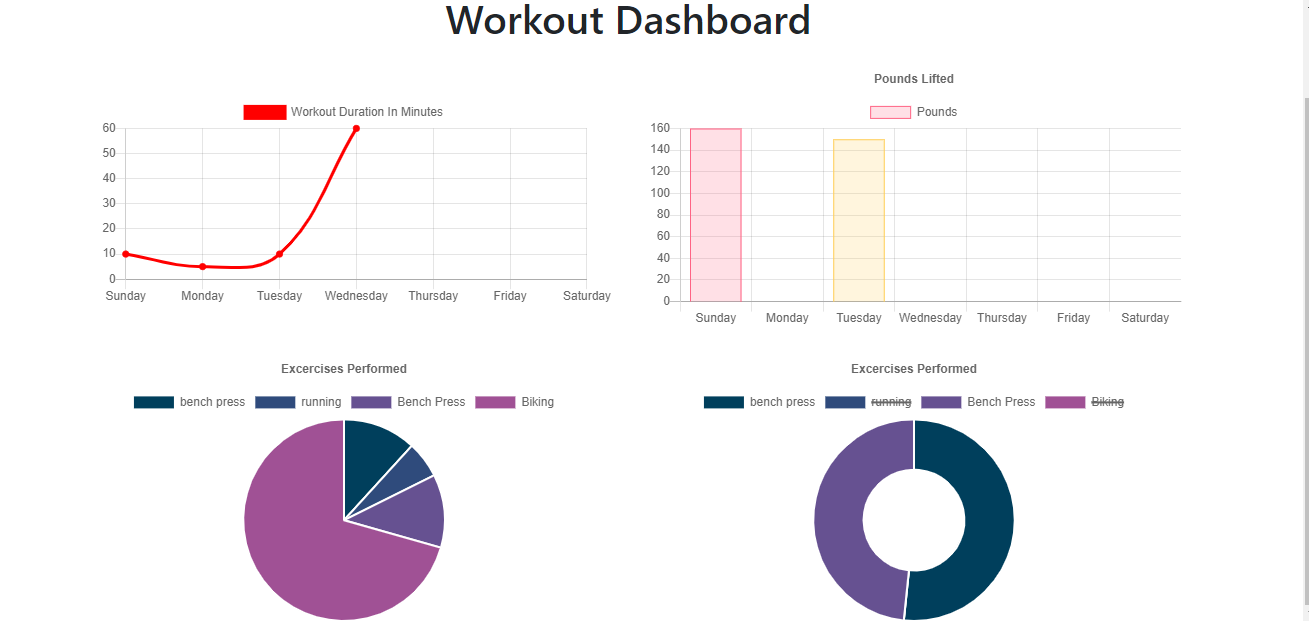 Workout Dashboard
Workout Duration In Minutes
60
50
40
30
20
10
0
Sunday Monday Tuesday Wednesday Thursday Friday Saturday
Pounds Lifted
Pounds
160
140
120
100
80
60
40
20
0
Sunday Monday Tuesday Wednesday Thursday Friday Saturday
Excercises Performed
bench press running Bench Press Biking
Excercises Performed
bench press running Bench Press Biking